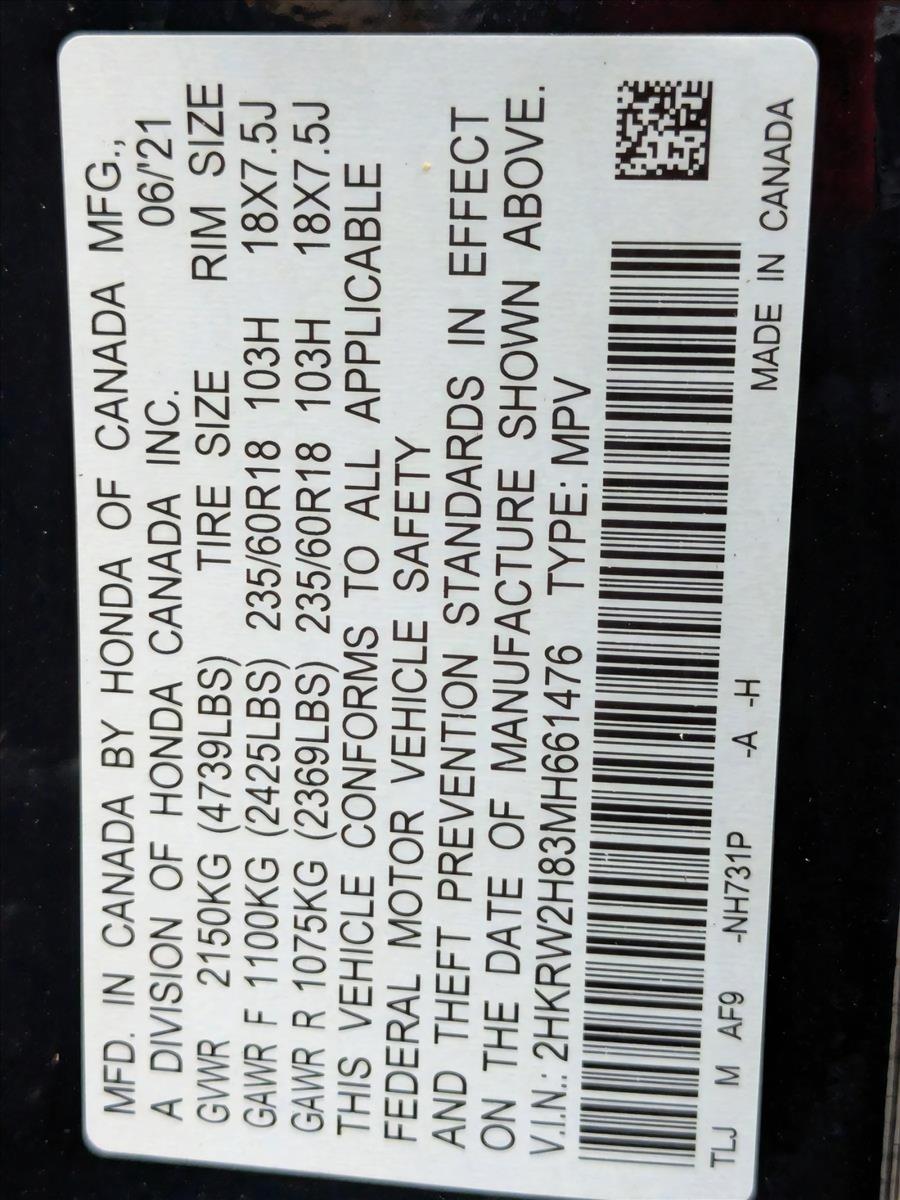 MFD. IN CANADA BY HONDA OF CANADA MFG.,
A DIVISION OF HONDA CANADA INC. 06/'21
GVWR 2150KG (4739LBS) TIRE SIZE RIM SIZE
GAWR F 1100KG (2425LBS) 235/60R18 103H 18X7.5J
GAWR R 1075KG (2369LBS) 235/60R18 103H 18X7.5J
THIS VEHICLE CONFORMS TO ALL APPLICABLE
FEDERAL MOTOR VEHICLE SAFETY
AND THEFT PREVENTION STANDARDS IN EFFECT
ON THE DATE OF MANUFACTURE SHOWN ABOVE.
V.I.N.: 2HKRW2H83MH661476 TYPE: MPV
TLJ M AF9 -NH731P -A -H MADE IN CANADA